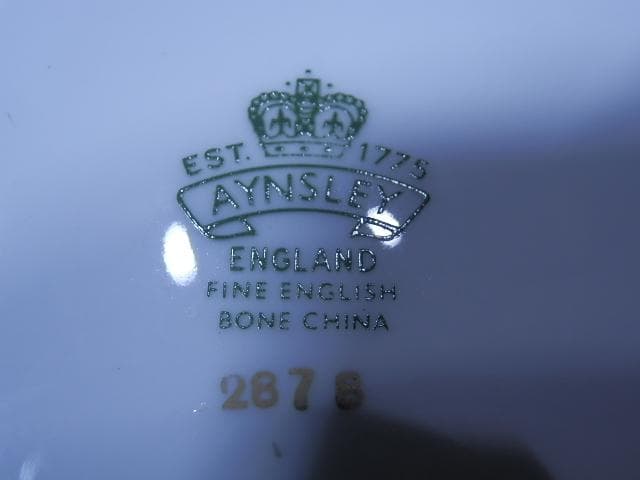 EST. 1775
AYNSLEY
ENGLAND
FINE ENGLISH
BONE CHINA